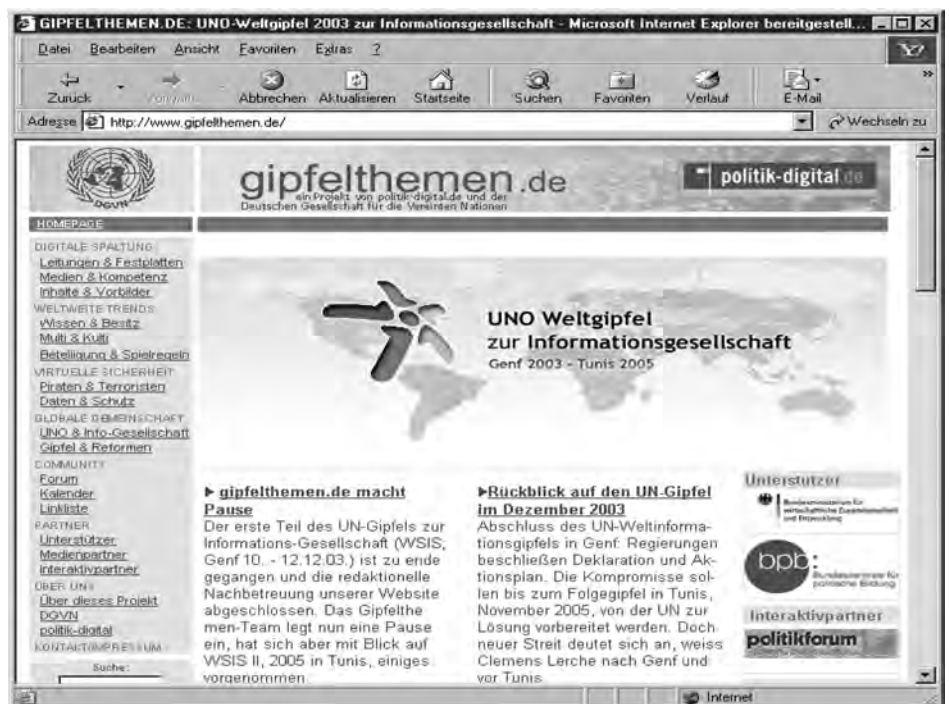 GIPFELTHEMEN.DE: UNO-Weltgipfel 2003 zur Informationsgesellschaft - Microsoft Internet Explorer bereitgestell...
Datei Bearbeiten Ansicht Favoriten Extras ?
Zurück Vorwärts Abbrechen Aktualisieren Startseite Suchen Favoriten Verlauf E-Mail »
Adresse http://www.gipfelthemen.de/ Wechseln zu
DGVN
gipfelthemen.de
ein Projekt von politik-digital.de und der
Deutschen Gesellschaft für die Vereinten Nationen
politik-digital.de
HOMEPAGE
DIGITALE SPALTUNG
Leitungen & Festplatten
Medien & Kompetenz
Inhalte & Vorbilder
WELTWEITE TRENDS
Wissen & Besitz
Multi & Kulti
Beteiligung & Spielregeln
VIRTUELLE SICHERHEIT
Piraten & Terroristen
Daten & Schutz
GLOBALE GEMEINSCHAFT
UNO & Info-Gesellschaft
Gipfel & Reformen
COMMUNITY
Forum
Kalender
Linkliste
PARTNER
Unterstützer
Medienpartner
Interaktivpartner
ÜBER UNS
Über dieses Projekt
DGVN
politik-digital
KONTAKT/IMPRESSUM
Suche:
UNO Weltgipfel
zur Informationsgesellschaft
Genf 2003 - Tunis 2005
▶ gipfelthemen.de macht
Pause
Der erste Teil des UN-Gipfels zur
Informations-Gesellschaft (WSIS;
Genf 10. - 12.12.03.) ist zu ende
gegangen und die redaktionelle
Nachbetreuung unserer Website
abgeschlossen. Das Gipfelthe
men-Team legt nun eine Pause
ein, hat sich aber mit Blick auf
WSIS II, 2005 in Tunis, einiges
vorgenommen
▶Rückblick auf den UN-Gipfel
im Dezember 2003
Abschluss des UN-Weltinforma-
tionsgipfels in Genf: Regierungen
beschließen Deklaration und Ak-
tionsplan. Die Kompromisse sol-
len bis zum Folgegipfel in Tunis,
November 2005, von der UN zur
Lösung vorbereitet werden. Doch
neuer Streit deutet sich an, weiss
Clemens Lerche nach Genf und
vor Tunis
Unterstützer
Bundesministerium für
wirtschaftliche Zusammenarbeit
und Entwicklung
bpb:
Bundeszentrale für
politische Bildung
Interaktivpartner
politikforum
Internet